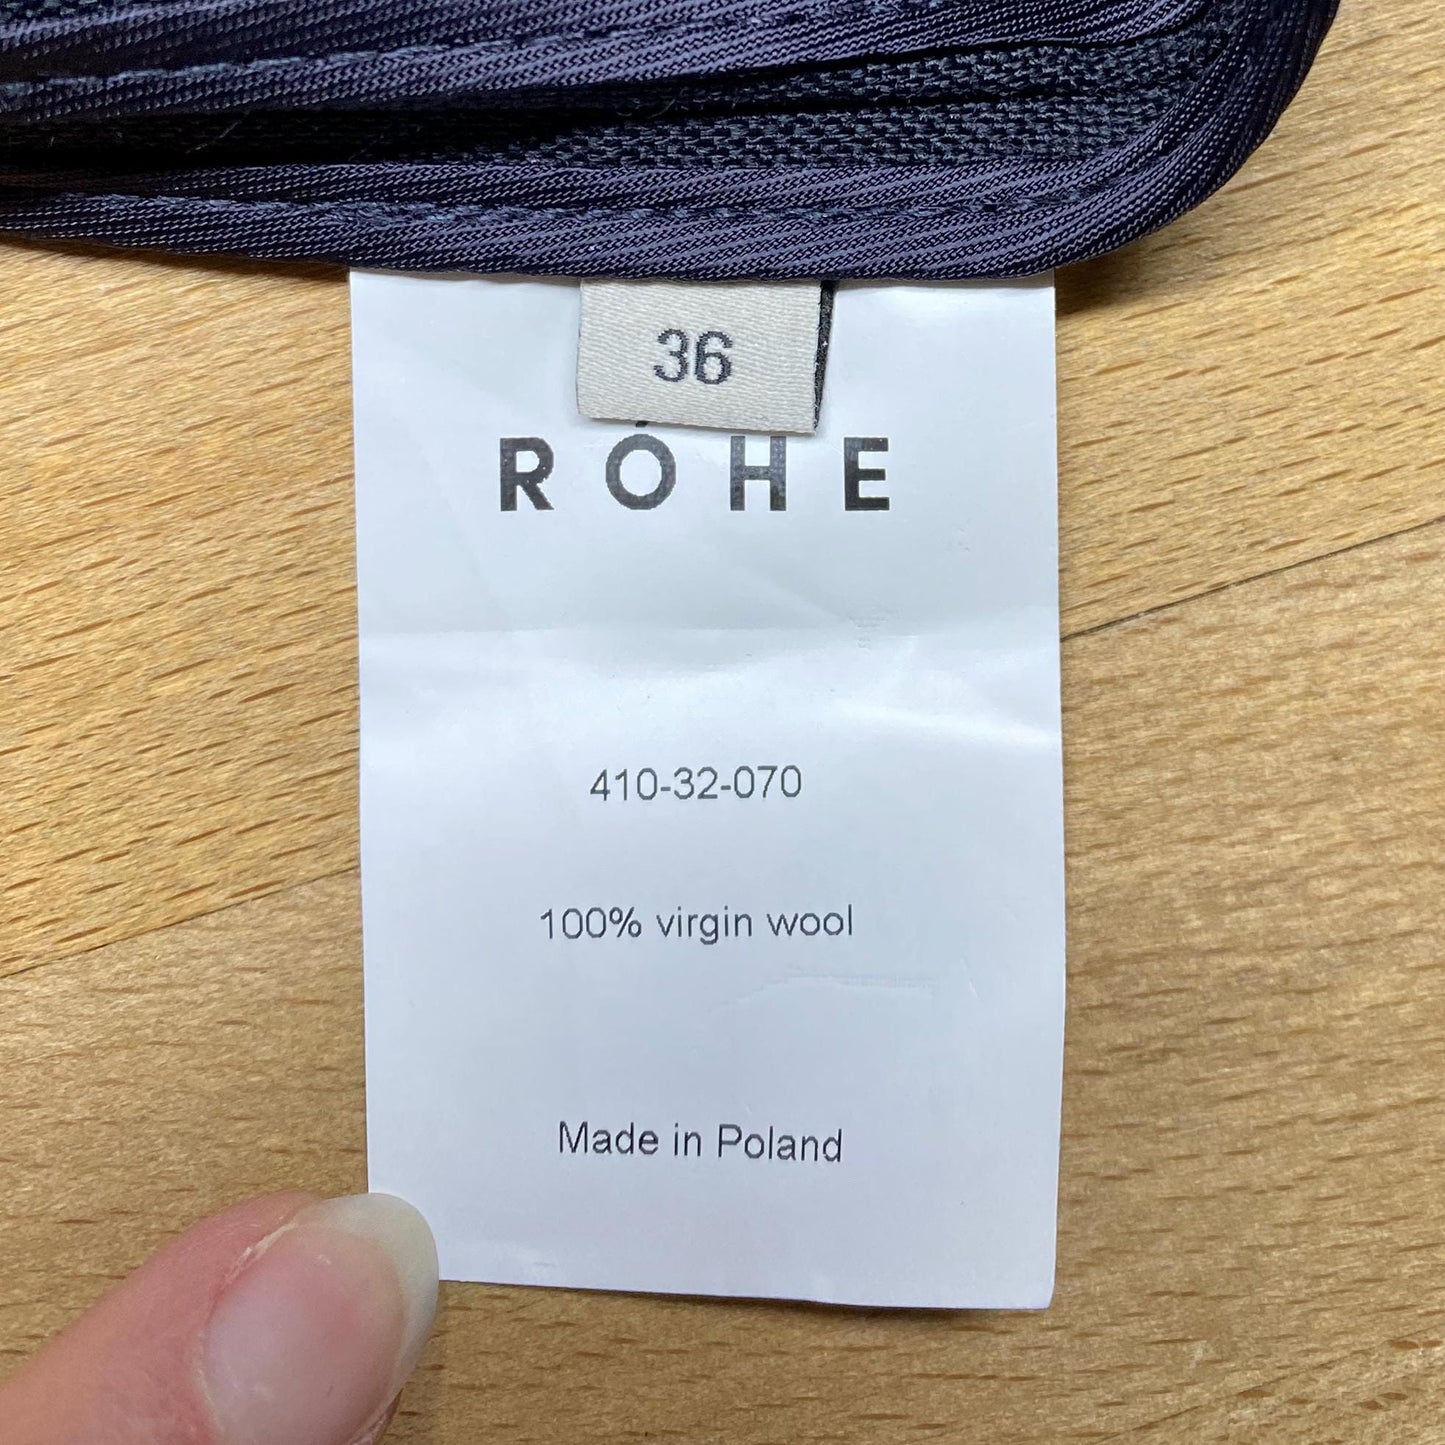 36
RÓHE
410-32-070
100% virgin wool
Made in Poland